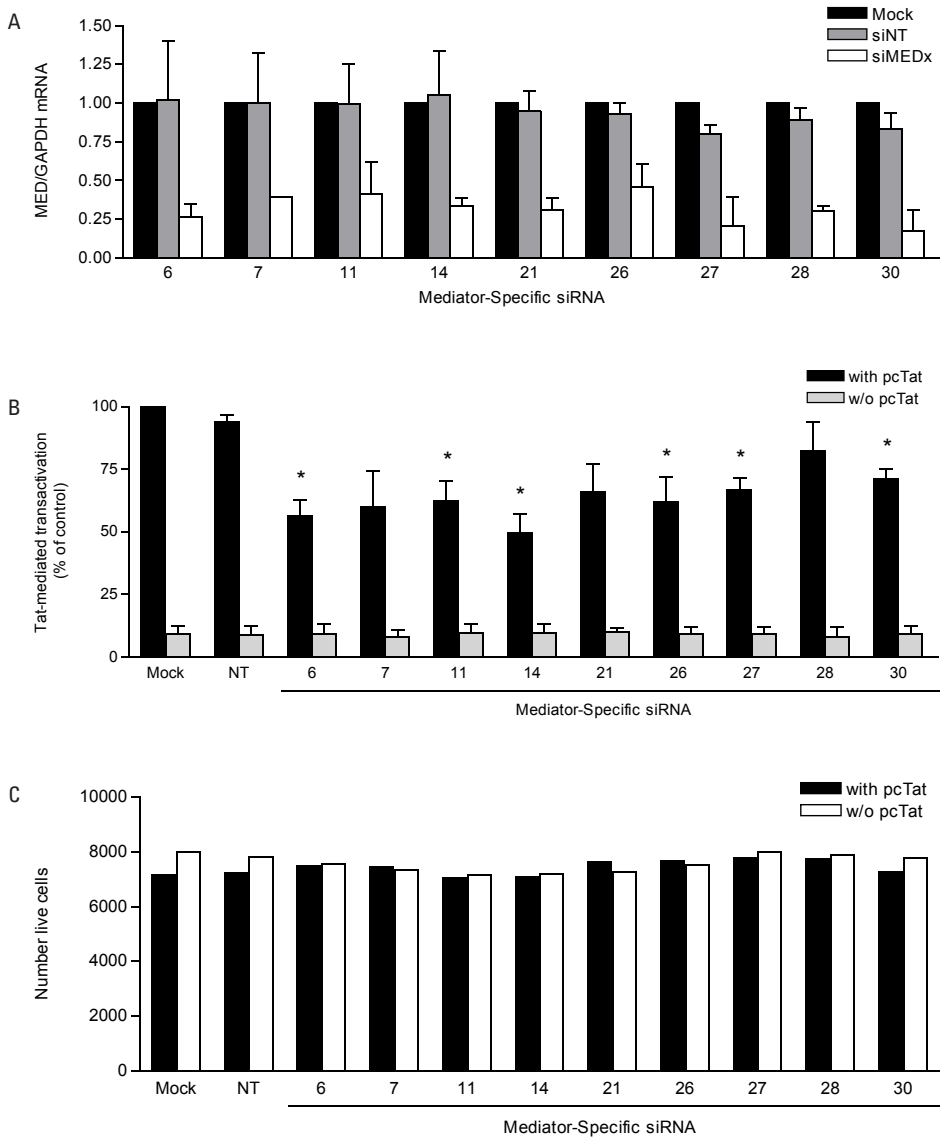 A
Mock
siNT
siMEDx
MED/GAPDH mRNA
1.50
1.25
1.00
0.75
0.50
0.25
0.00
6 7 11 14 21 26 27 28 30
Mediator-Specific siRNA
B
with pcTat
w/o pcTat
Tat-mediated transactivation
(% of control)
100
75
50
25
0
* * * * * *
Mock NT 6 7 11 14 21 26 27 28 30
Mediator-Specific siRNA
C
with pcTat
w/o pcTat
Number live cells
10000
8000
6000
4000
2000
0
Mock NT 6 7 11 14 21 26 27 28 30
Mediator-Specific siRNA